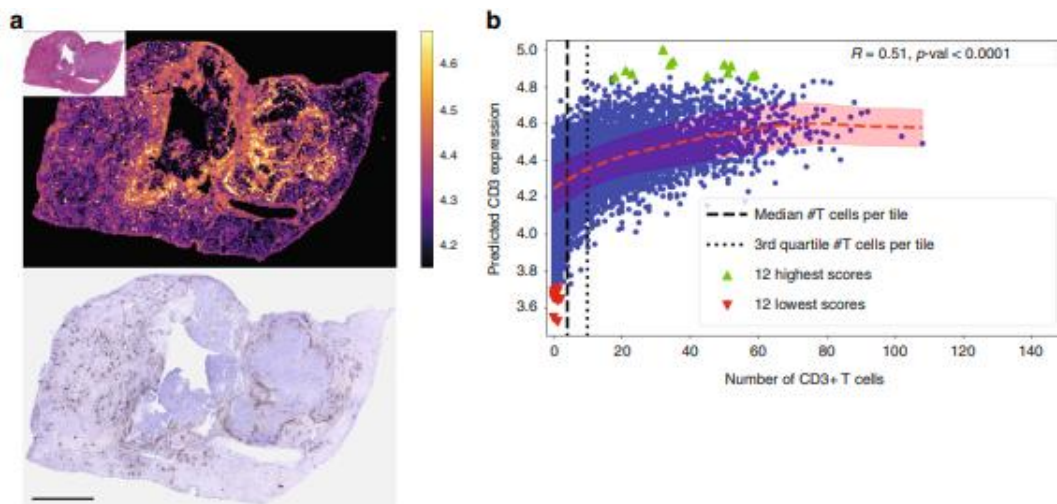 a
4.6
4.5
4.4
4.3
4.2
b
R = 0.51, p-val < 0.0001
5.0
4.8
4.6
4.4
4.2
4.0
3.8
3.6
Predicted CD3 expression
Median #T cells per tile
3rd quartile #T cells per tile
12 highest scores
12 lowest scores
0 20 40 60 80 100 120 140
Number of CD3+ T cells